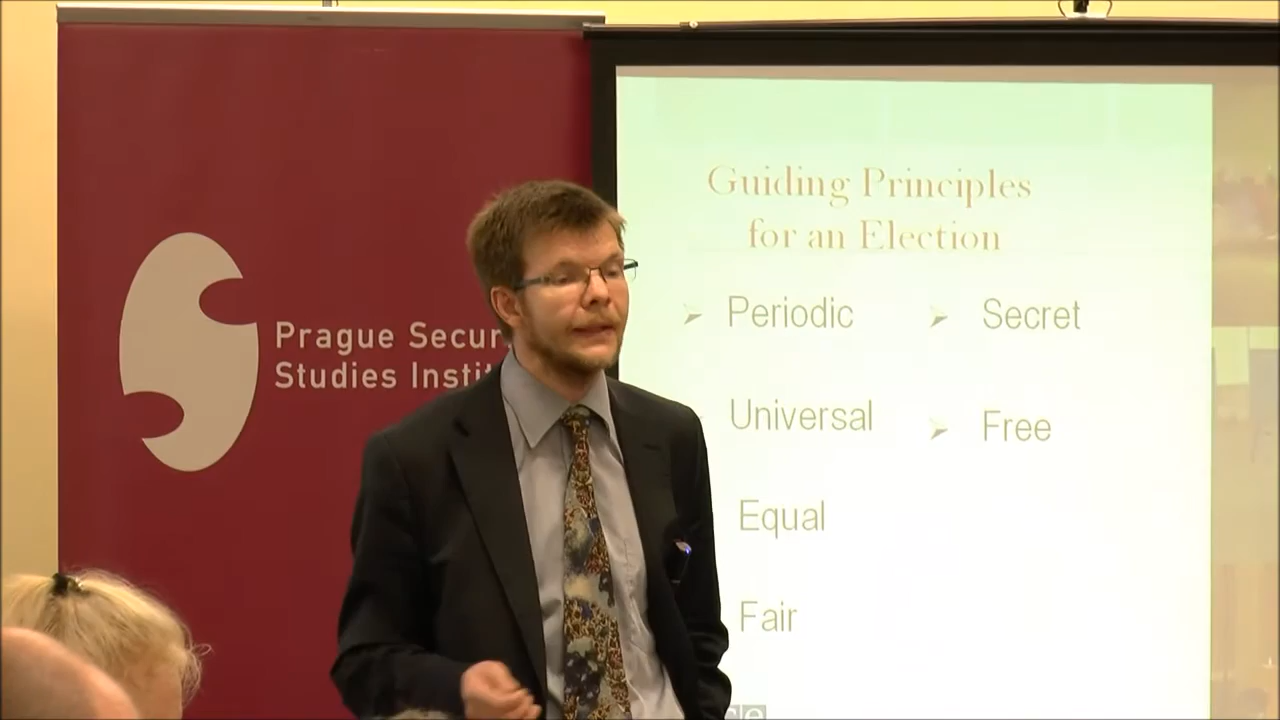 Prague Secur
Studies Instit
Guiding Principles
for an Election
Periodic
Universal
Equal
Fair
Secret
Free